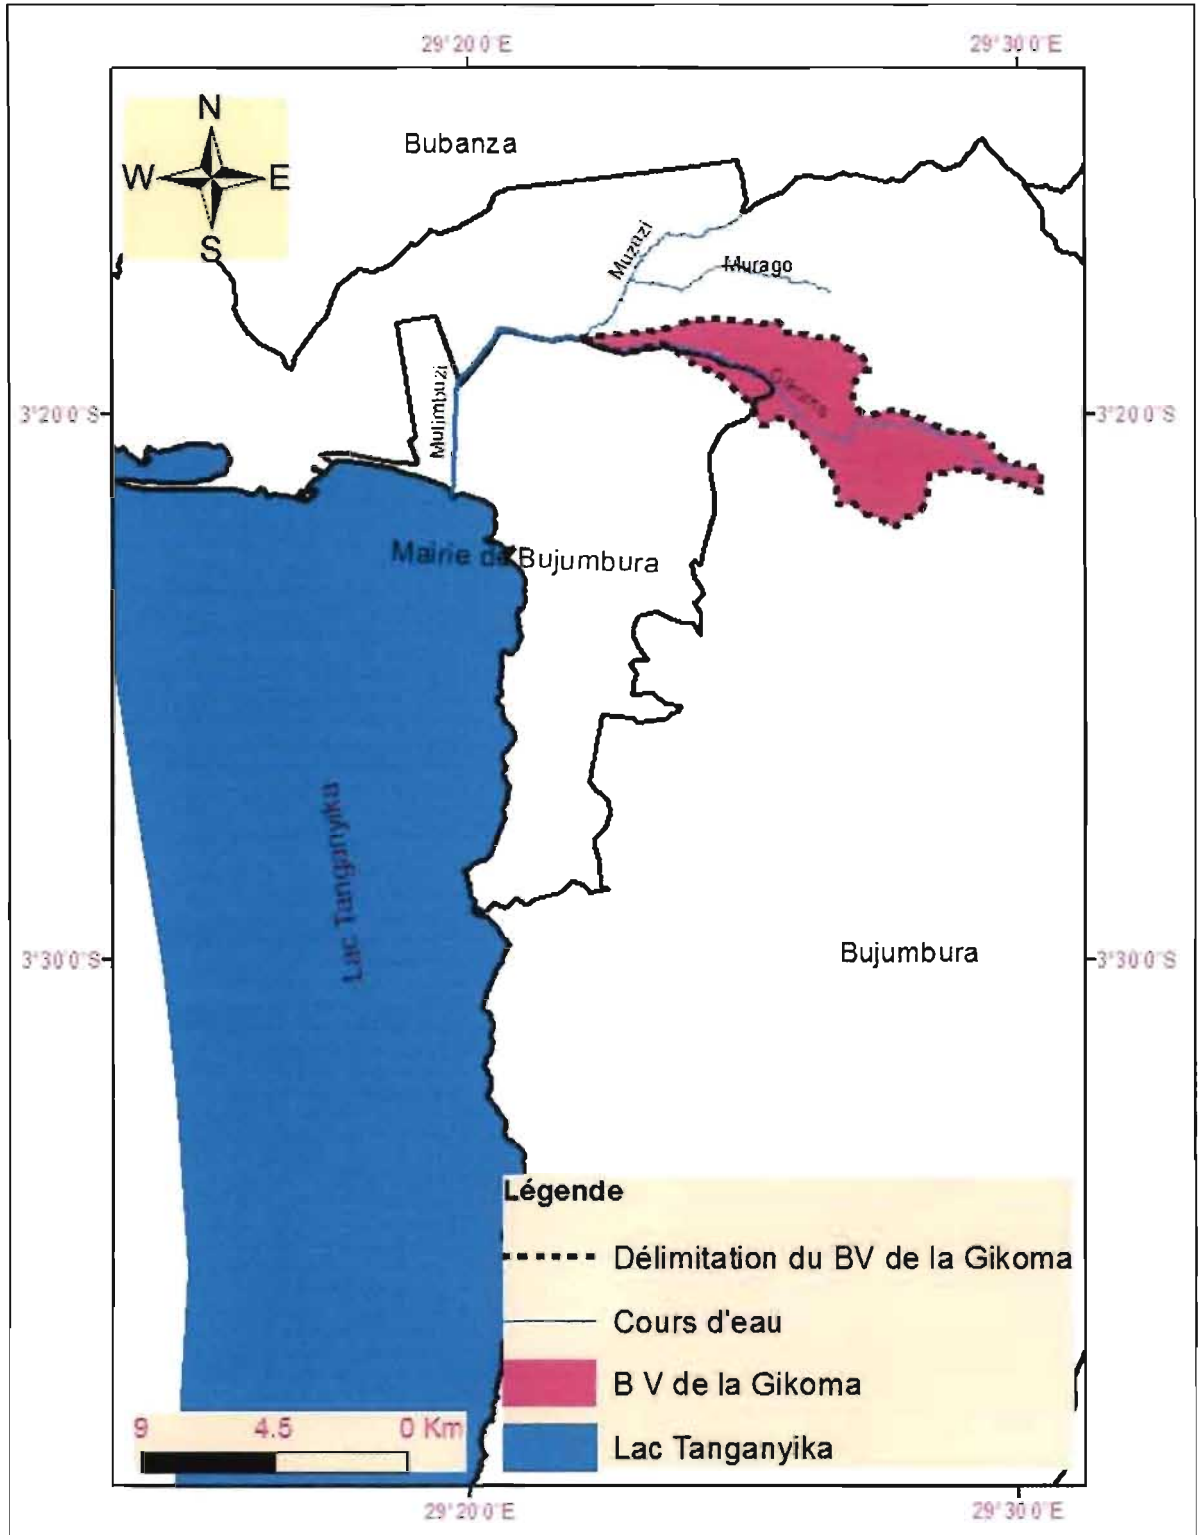 29°20'0"E
29°30'0"E
N
W
E
S
Bubanza
Muzazi
Murago
Gikoma
Mutimbuzi
3°20'0"S
3°20'0"S
Mairie de Bujumbura
Lac Tanganyika
Bujumbura
3°30'0"S
3°30'0"S
Légende
Délimitation du BV de la Gikoma
Cours d'eau
B V de la Gikoma
Lac Tanganyika
9 4.5 0 Km
29°20'0"E
29°30'0"E